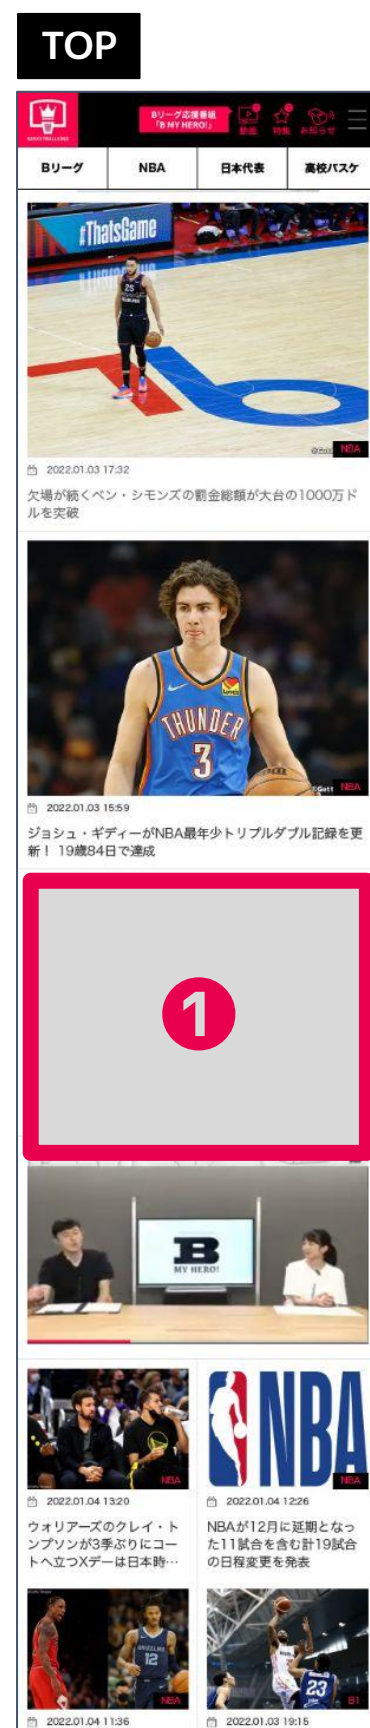 TOP
BASKETBALL KING
Bリーグ応援番組
「B MY HERO!」
動画
特集
お知らせ
Bリーグ
NBA
日本代表
高校バスケ
#ThatsGame
25
NBA
2022.01.03 17:32
欠場が続くベン・シモンズの罰金総額が大台の1000万ド
ルを突破
THUNDER
3
©Gett
NBA
2022.01.03 15:59
ジョシュ・ギディーがNBA最年少トリプルダブル記録を更
新！ 19歳84日で達成
1
B
MY HERO!
NBA
2022.01.04 13:20
ウォリアーズのクレイ・ト
ンプソンが3季ぶりにコー
トへ立つXデーは日本時…
NBA
NBA
2022.01.04 12:26
NBAが12月に延期となっ
た11試合を含む計19試合
の日程変更を発表
12
NBA
2022.01.04 11:36
23
B1
2022.01.03 19:15